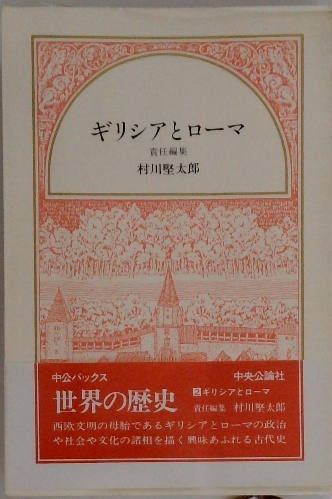 ギリシアとローマ
責任編集
村川堅太郎
中公バックス
中央公論社
世界の歴史
2ギリシアとローマ
責任編集 村川堅太郎
西欧文明の母胎であるギリシアとローマの政治
や社会や文化の諸相を描く興味あふれる古代史